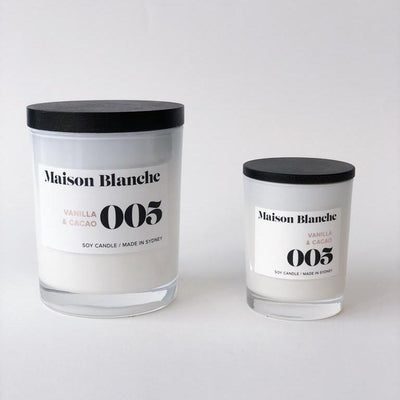 Maison Blanche
VANILLA
& CACAO
003
SOY CANDLE / MADE IN SYDNEY
Maison Blanche
VANILLA
& CACAO
003
SOY CANDLE / MADE IN SYDNEY